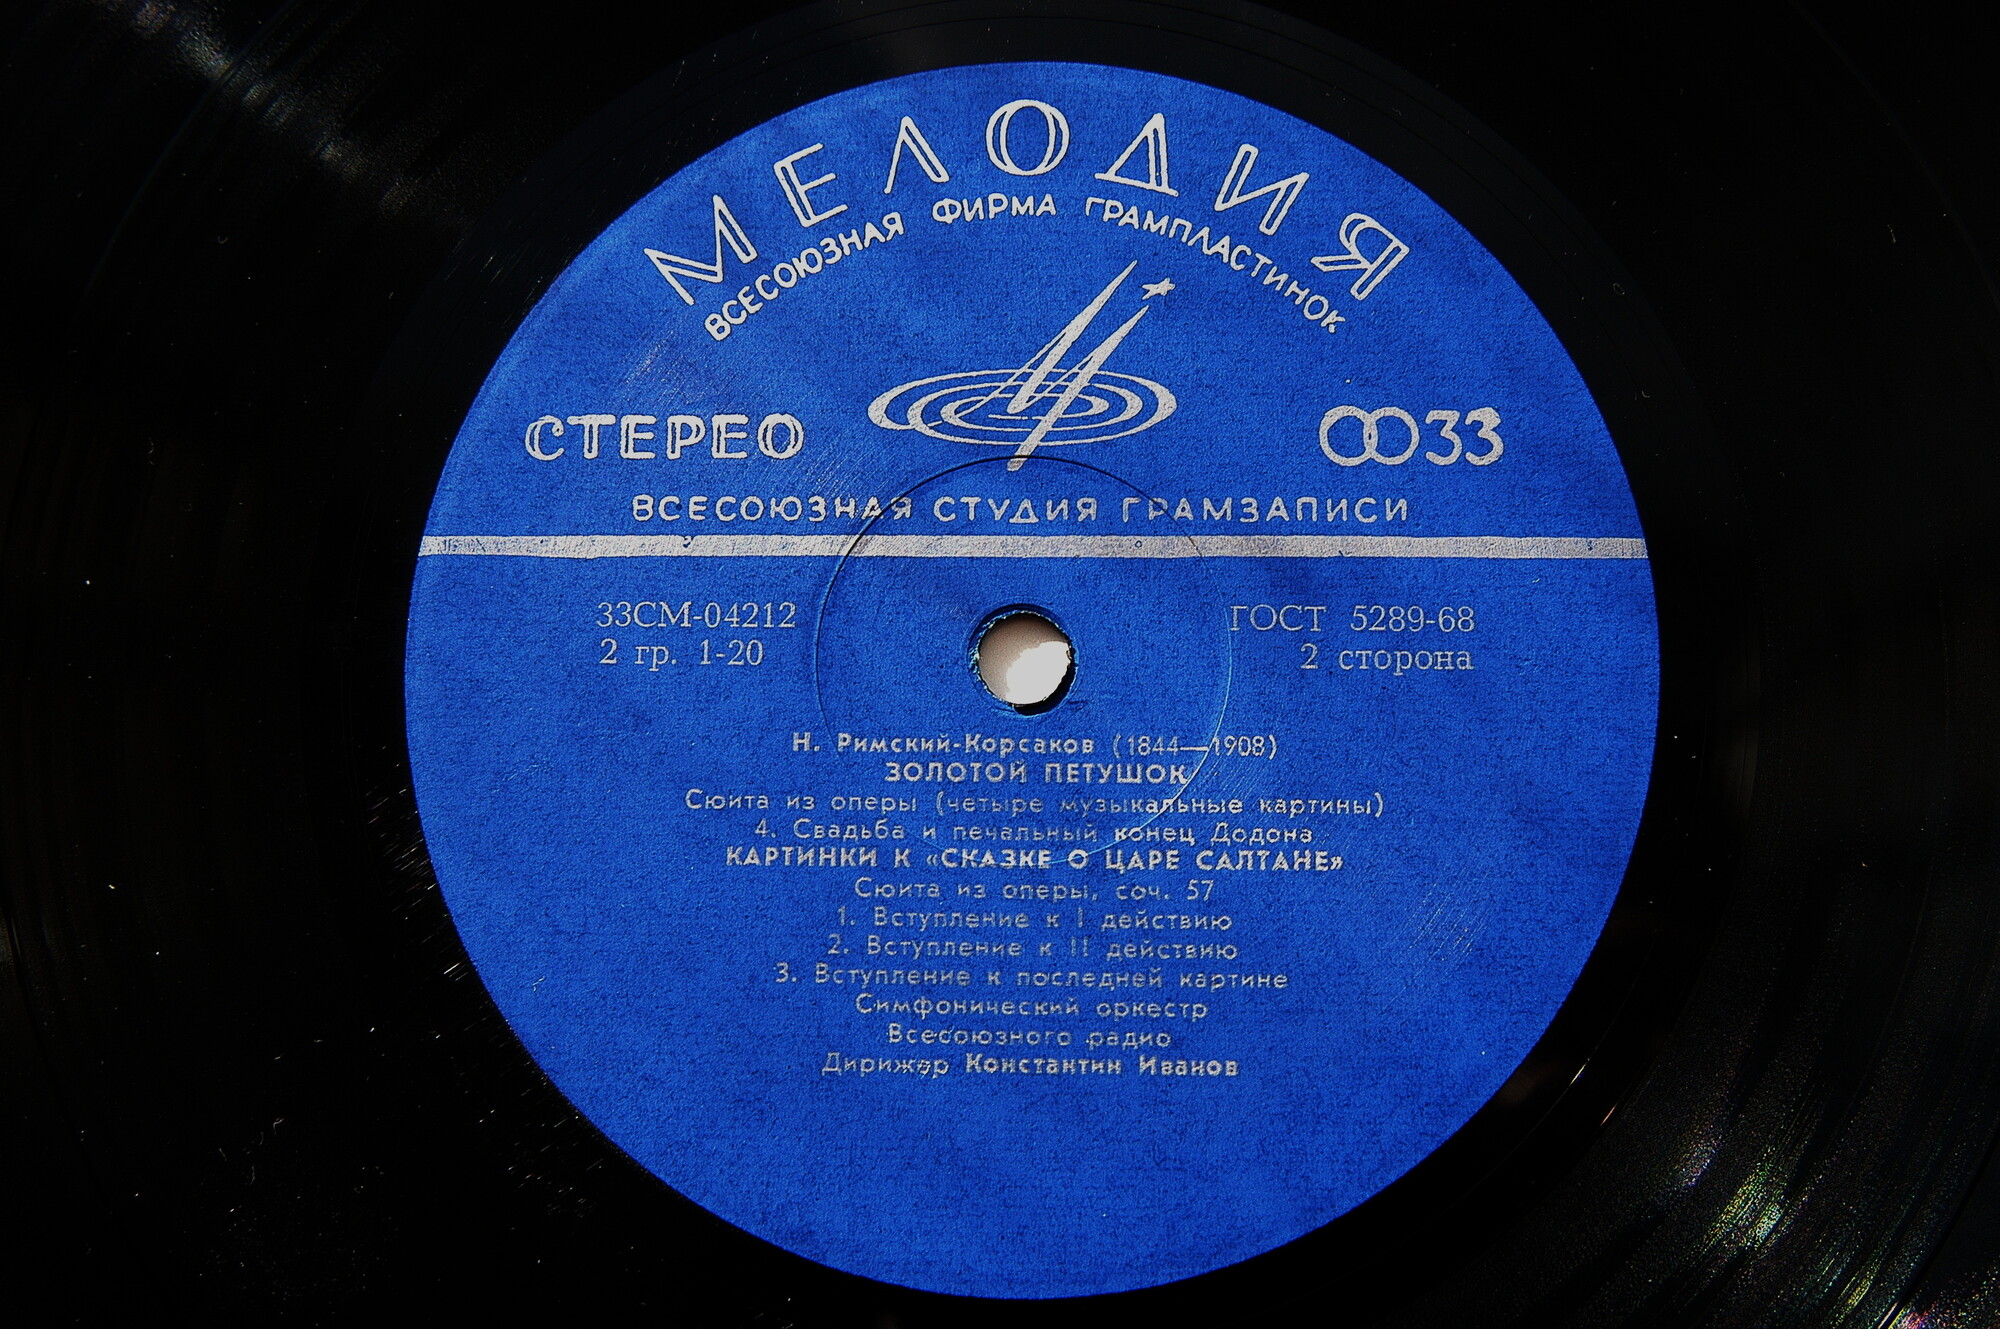 МЕЛОДИЯ
ВСЕСОЮЗНАЯ ФИРМА ГРАМПЛАСТИНОК
СТЕРЕО
33
ВСЕСОЮЗНАЯ СТУДИЯ ГРАМЗАПИСИ
33СМ-04212
ГОСТ 5289-68
2 гр. 1-20
2 сторона
Н. Римский-Корсаков (1844—1908)
ЗОЛОТОЙ ПЕТУШОК
Сюита из оперы (четыре музыкальные картины)
4. Свадьба и печальный конец Додона
КАРТИНКИ К «СКАЗКЕ О ЦАРЕ САЛТАНЕ»
Сюита из оперы, соч. 57
1. Вступление к I действию
2. Вступление к II действию
3. Вступление к последней картине
Симфонический оркестр
Всесоюзного радио
Дирижер Константин Иванов